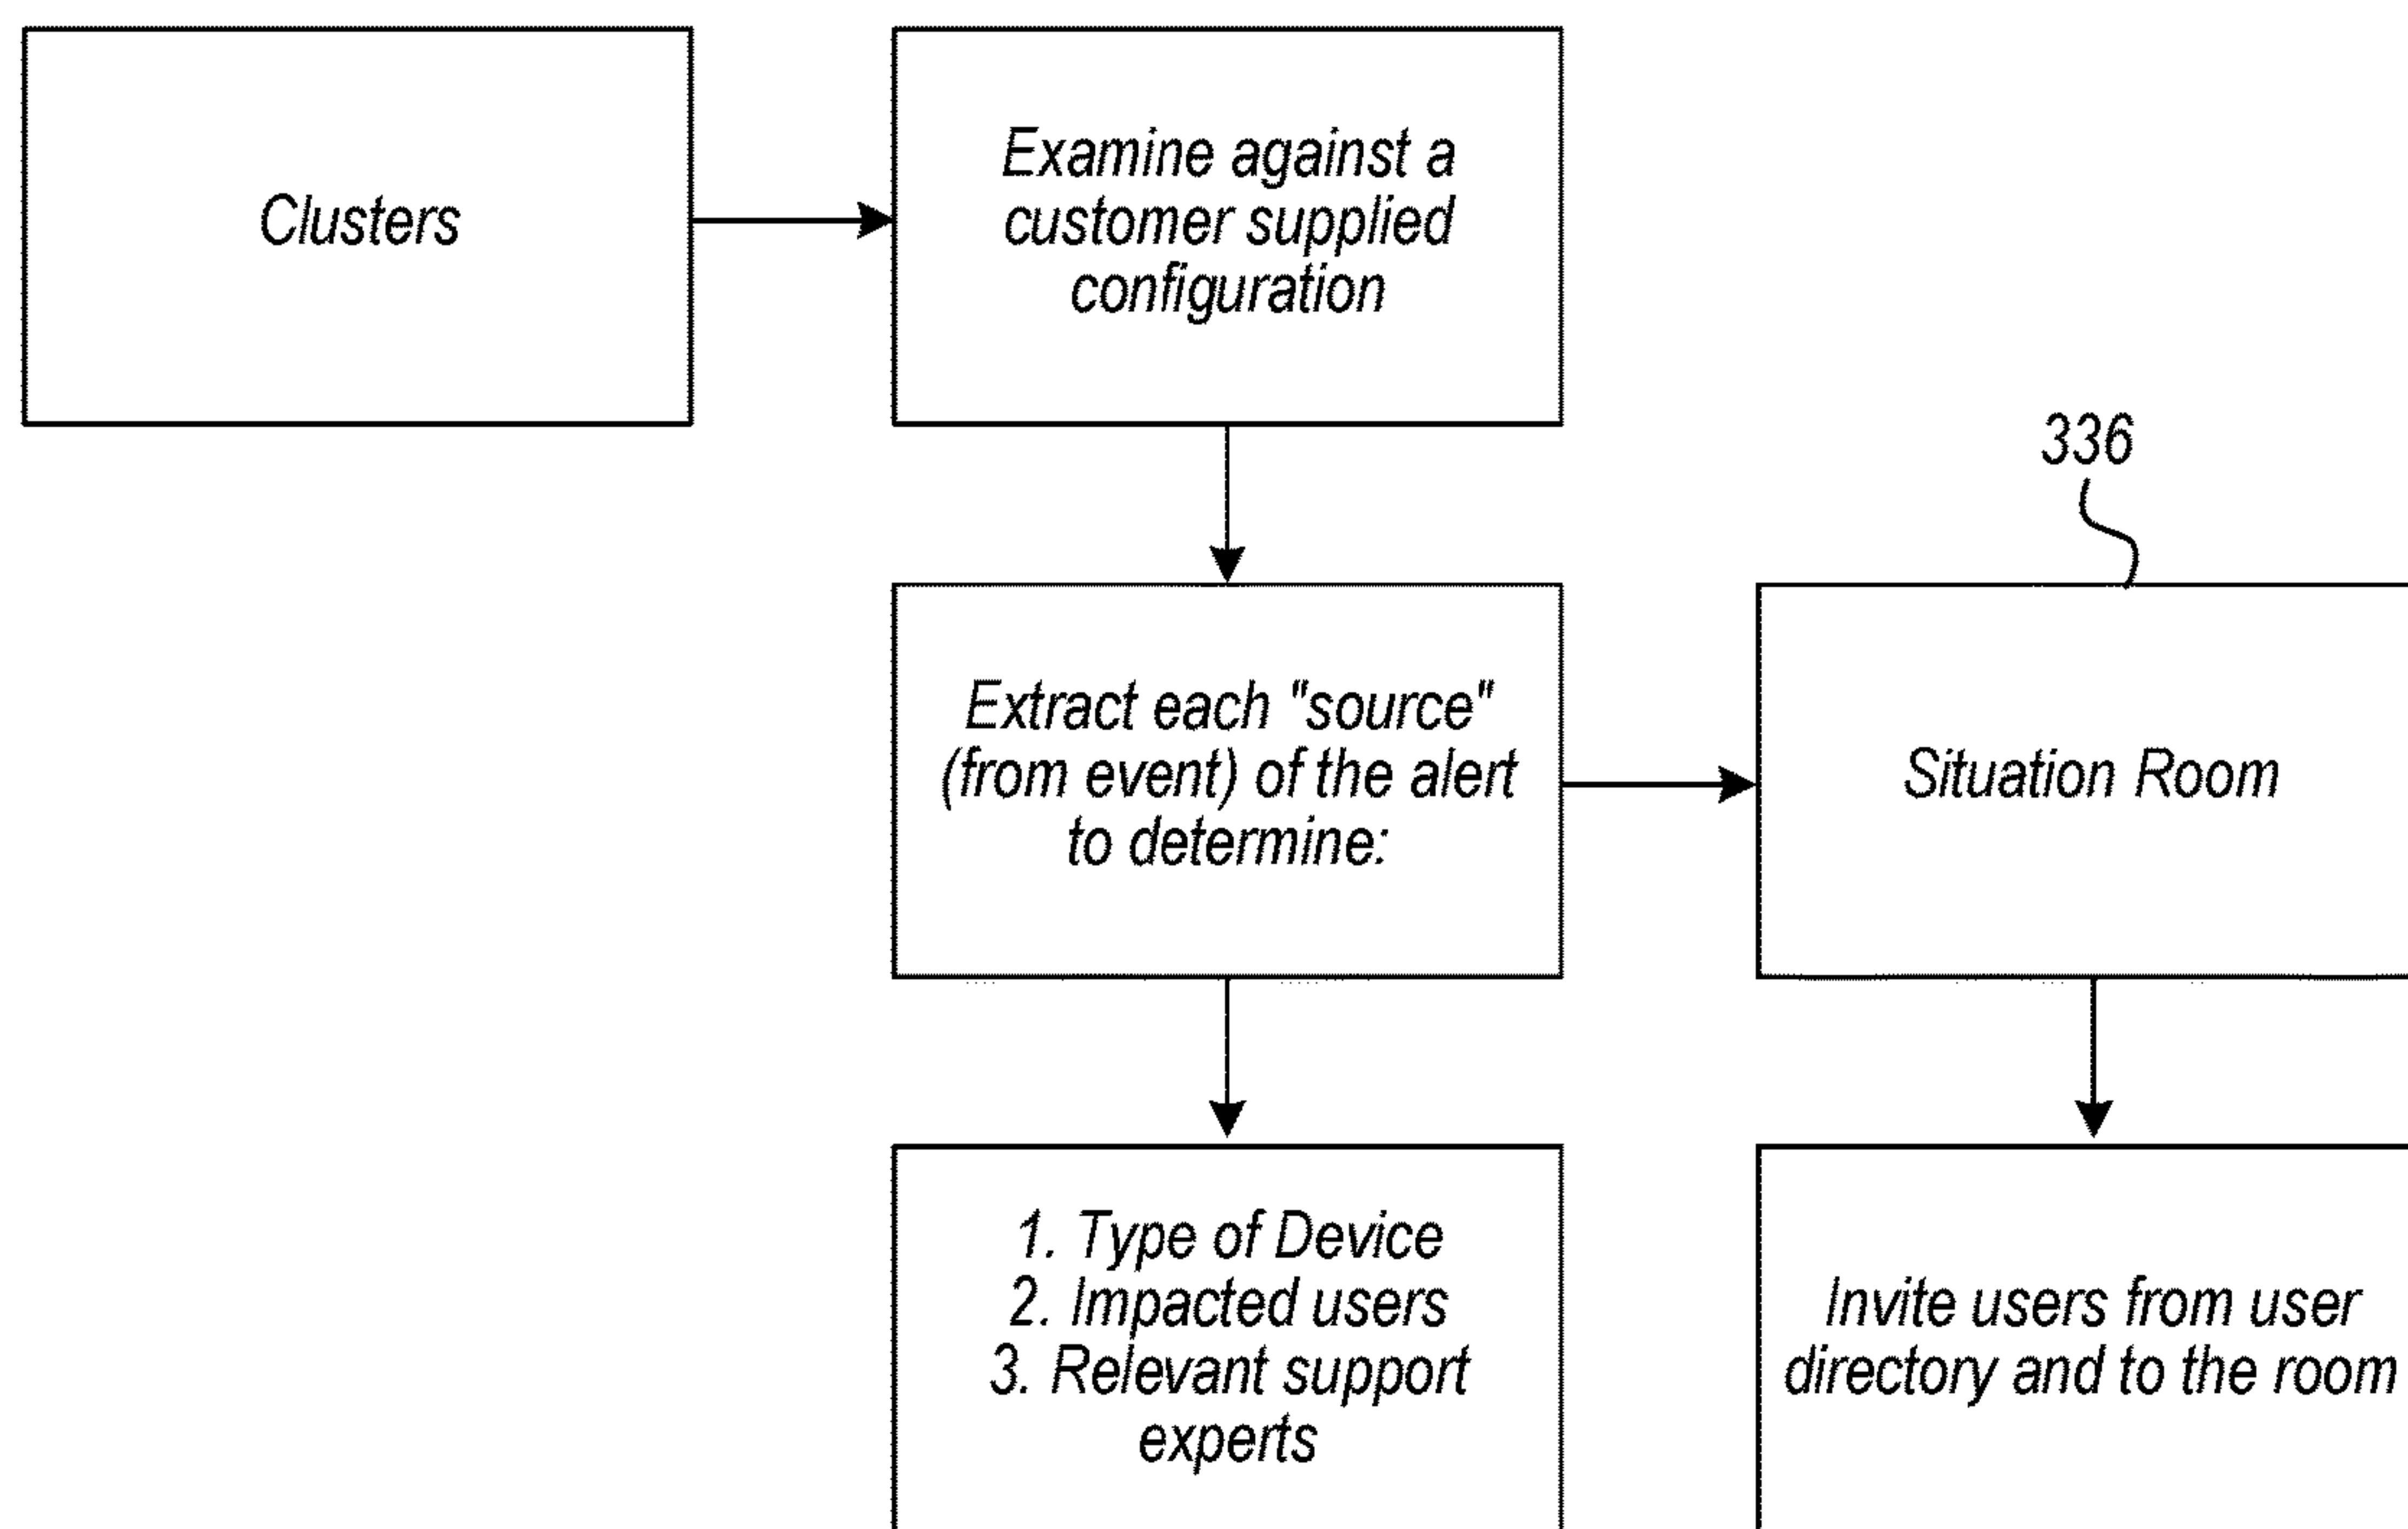 Clusters
Examine against a
customer supplied
configuration
336
Extract each "source"
(from event) of the alert
to determine:
Situation Room
1. Type of Device
2. Impacted users
3. Relevant support
experts
Invite users from user
directory and to the room